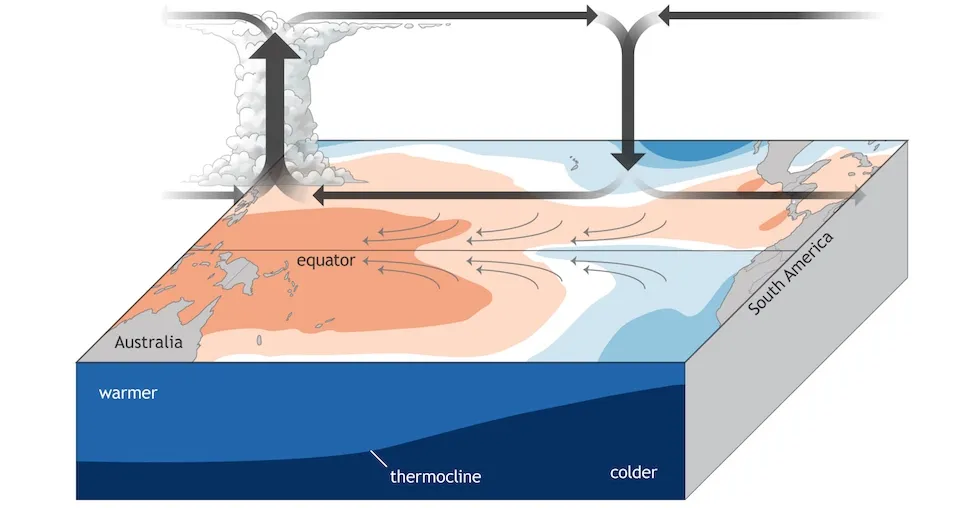 equator
South America
Australia
warmer
thermocline
colder